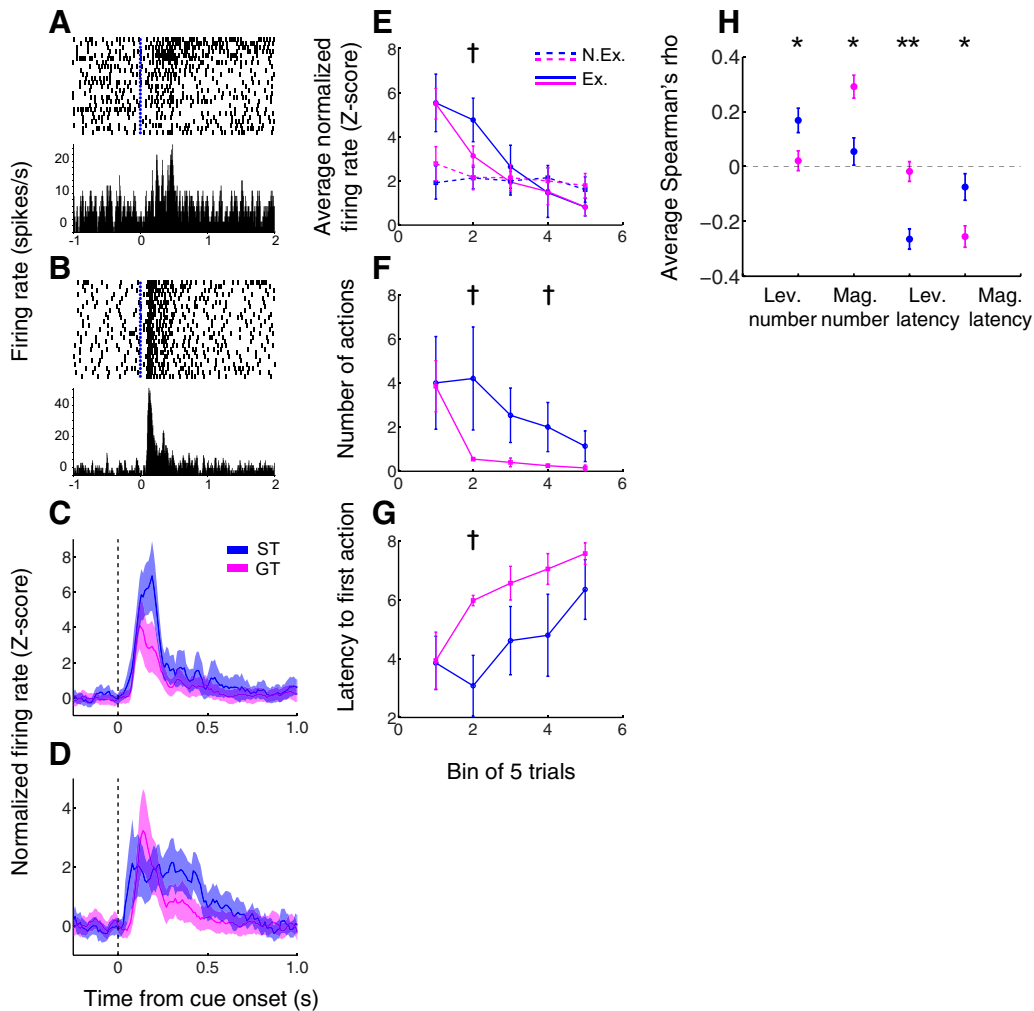 A
Firing rate (spikes/s)
20
10
0
-1
0
1
2
B
40
20
0
-1
0
1
2
C
Normalized firing rate (Z-score)
ST
GT
8
6
4
2
0
0
0.5
1.0
D
4
2
0
0
0.5
1.0
Time from cue onset (s)
E
Average normalized
firing rate (Z-score)
†
N.Ex.
Ex.
8
6
4
2
0
0
2
4
6
F
Number of actions
† †
8
6
4
2
0
0
2
4
6
G
Latency to first action
†
8
6
4
2
0
2
4
6
Bin of 5 trials
H
* * ** *
Average Spearman's rho
0.4
0.2
0
−0.2
−0.4
Lev. Mag. Lev. Mag.
number number latency latency